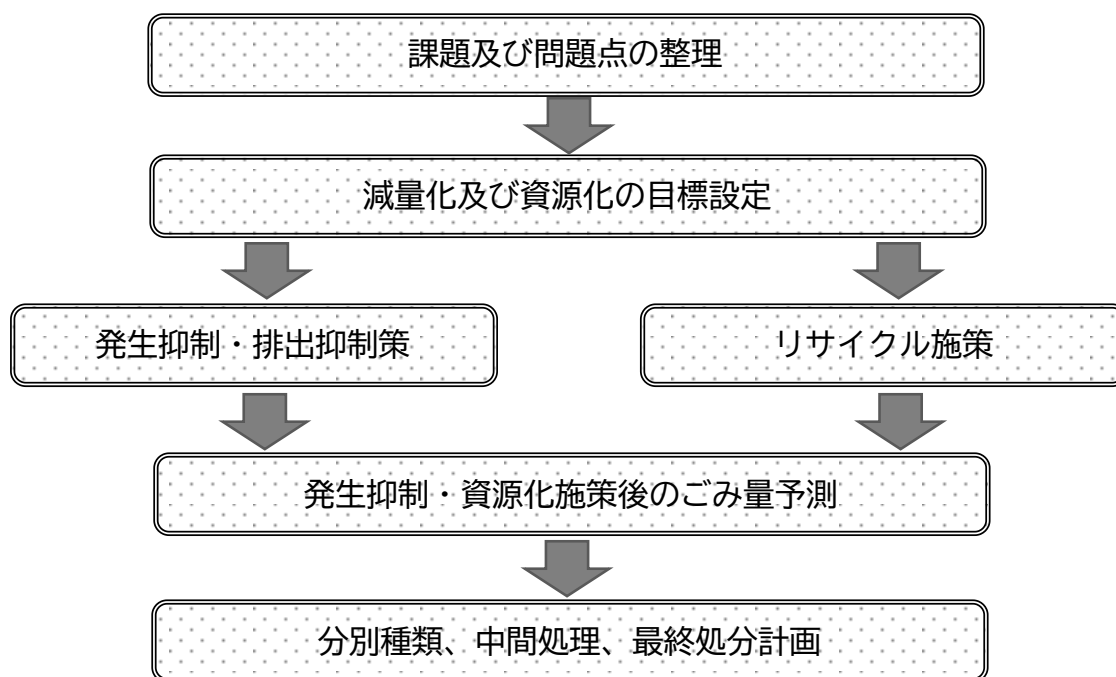 課題及び問題点の整理
減量化及び資源化の目標設定
発生抑制・排出抑制策
リサイクル施策
発生抑制・資源化施策後のごみ量予測
分別種類、中間処理、最終処分計画